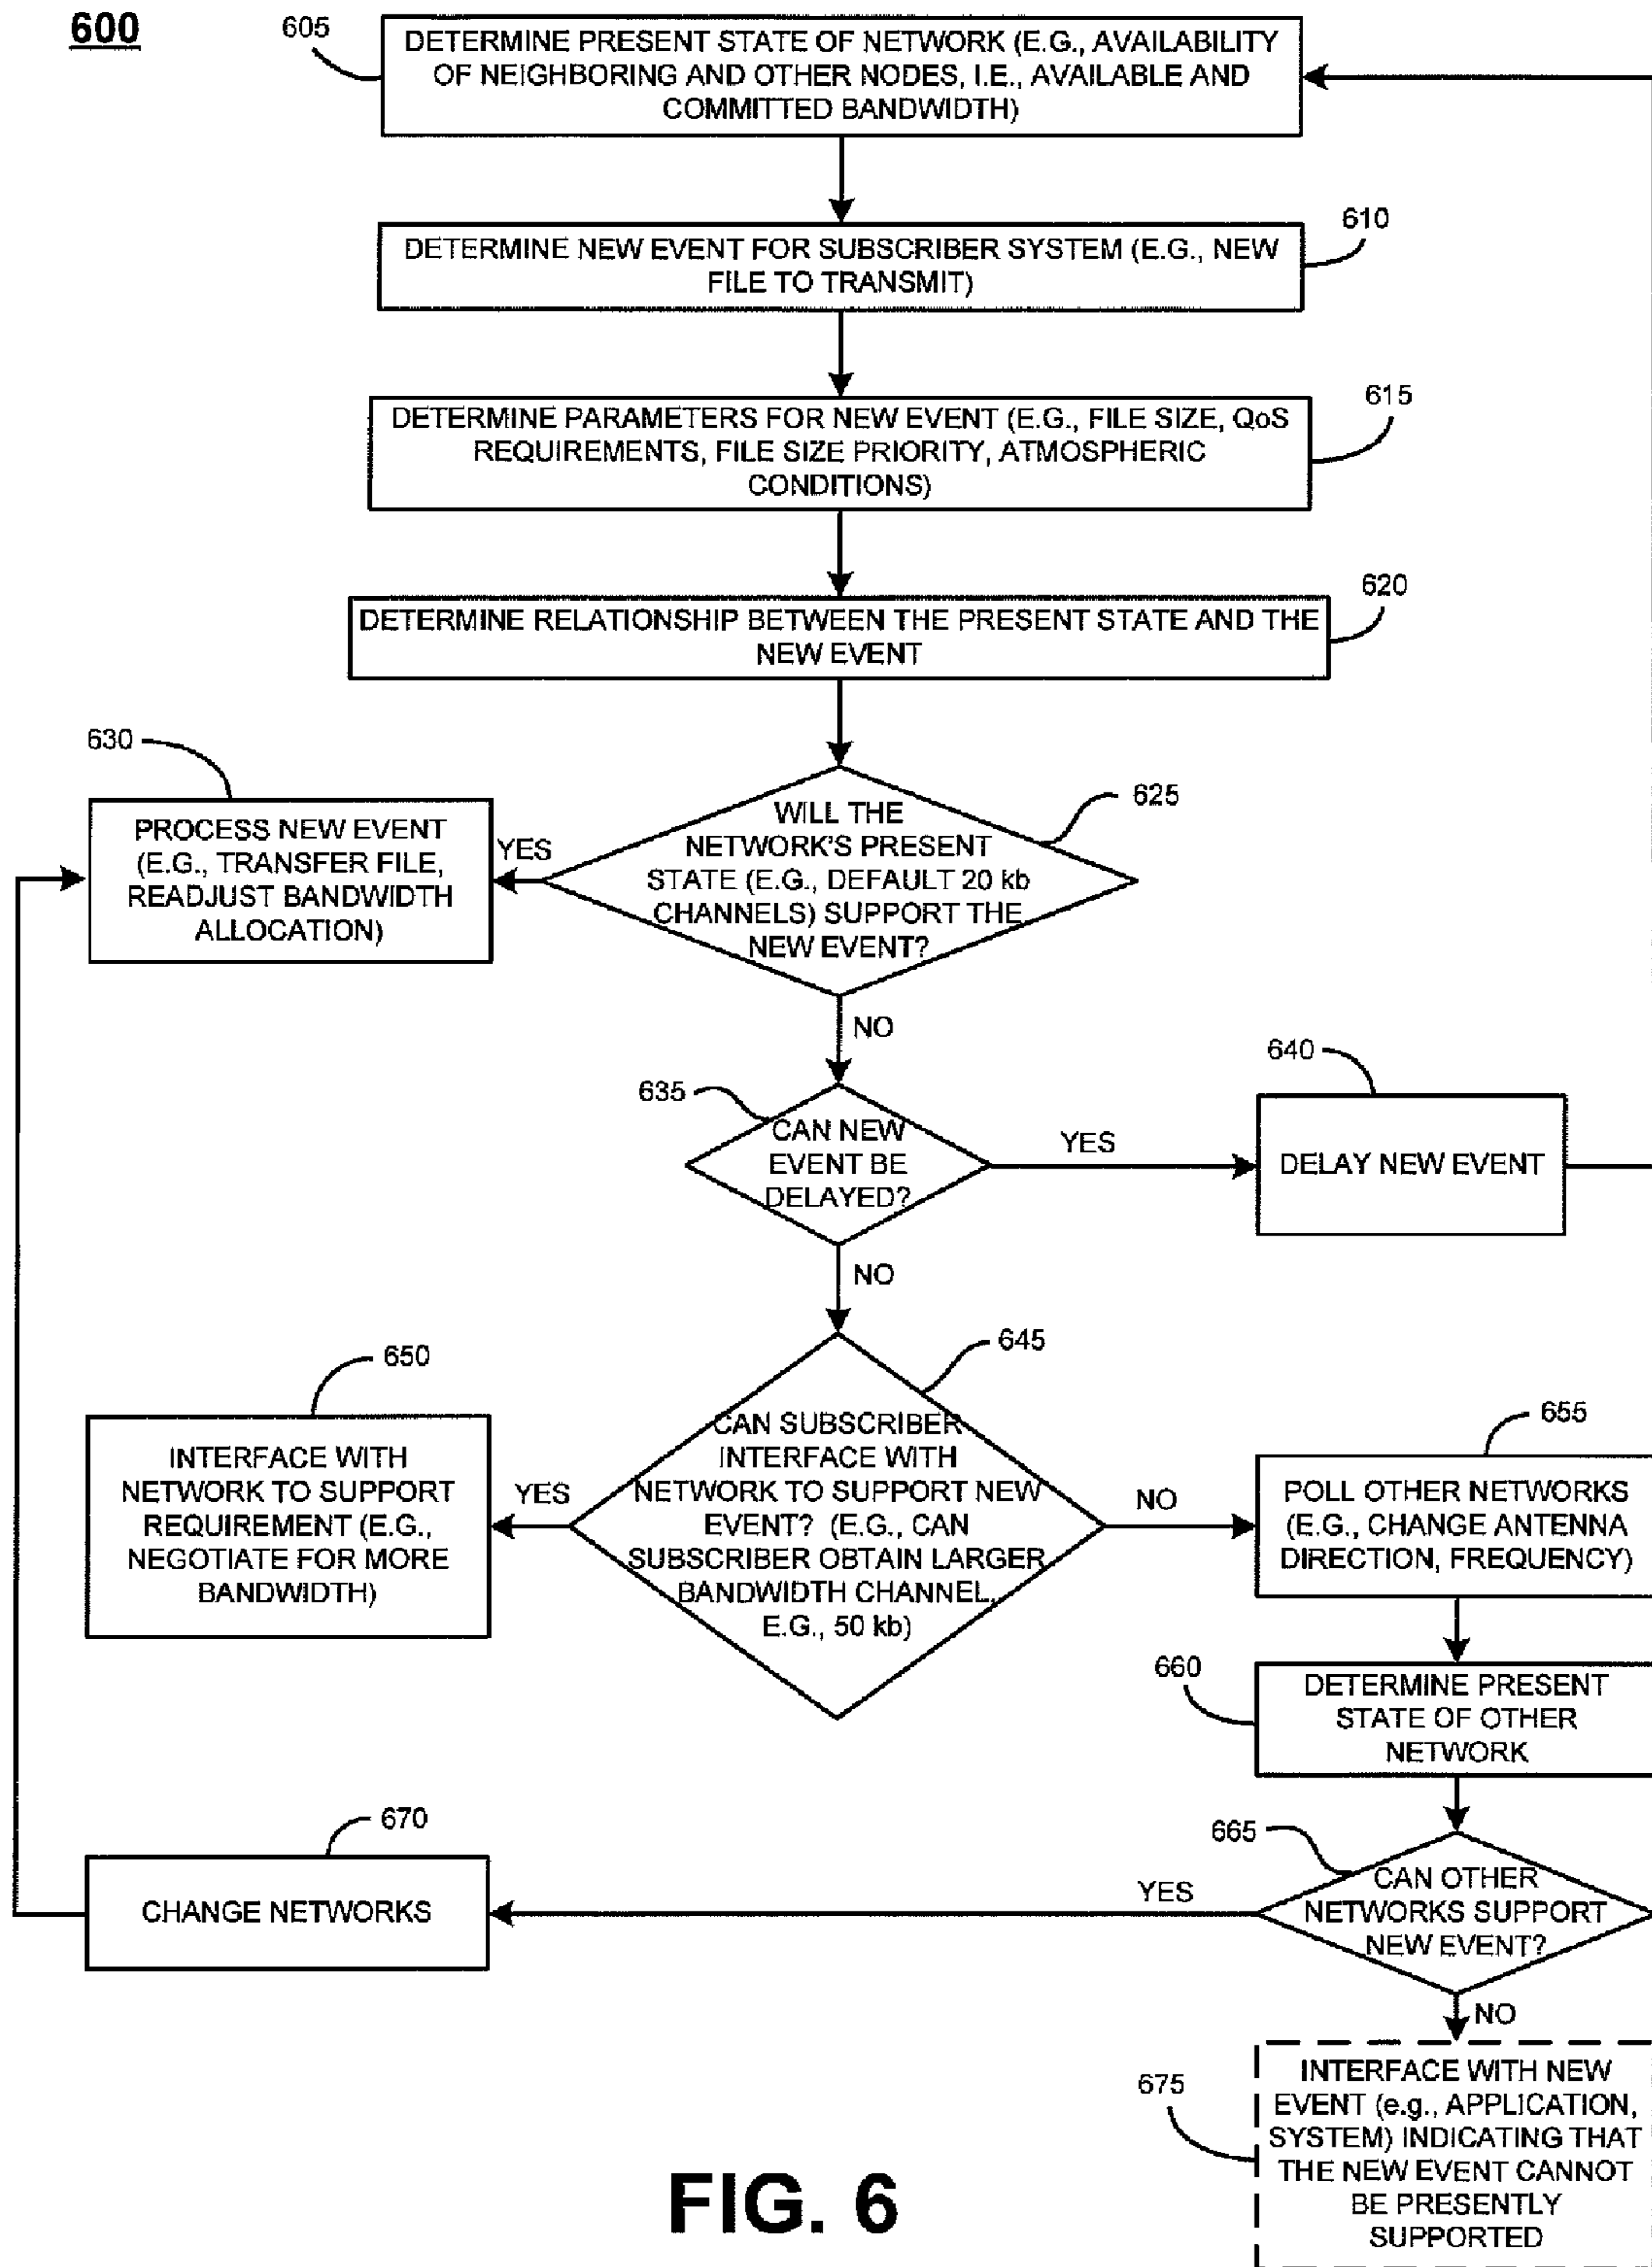 600
605
DETERMINE PRESENT STATE OF NETWORK (E.G., AVAILABILITY
OF NEIGHBORING AND OTHER NODES, I.E., AVAILABLE AND
COMMITTED BANDWIDTH)
610
DETERMINE NEW EVENT FOR SUBSCRIBER SYSTEM (E.G., NEW
FILE TO TRANSMIT)
615
DETERMINE PARAMETERS FOR NEW EVENT (E.G., FILE SIZE, QoS
REQUIREMENTS, FILE SIZE PRIORITY, ATMOSPHERIC
CONDITIONS)
620
DETERMINE RELATIONSHIP BETWEEN THE PRESENT STATE AND THE
NEW EVENT
630
PROCESS NEW EVENT
(E.G., TRANSFER FILE,
READJUST BANDWIDTH
ALLOCATION)
YES
625
WILL THE
NETWORK'S PRESENT
STATE (E.G., DEFAULT 20 kb
CHANNELS) SUPPORT THE
NEW EVENT?
NO
635
CAN NEW
EVENT BE
DELAYED?
YES
640
DELAY NEW EVENT
NO
645
CAN SUBSCRIBER
INTERFACE WITH
NETWORK TO SUPPORT NEW
EVENT? (E.G., CAN
SUBSCRIBER OBTAIN LARGER
BANDWIDTH CHANNEL,
E.G., 50 kb)
650
INTERFACE WITH
NETWORK TO SUPPORT
REQUIREMENT (E.G.,
NEGOTIATE FOR MORE
BANDWIDTH)
YES
NO
655
POLL OTHER NETWORKS
(E.G., CHANGE ANTENNA
DIRECTION, FREQUENCY)
660
DETERMINE PRESENT
STATE OF OTHER
NETWORK
665
CAN OTHER
NETWORKS SUPPORT
NEW EVENT?
YES
670
CHANGE NETWORKS
NO
675
INTERFACE WITH NEW
EVENT (e.g., APPLICATION,
SYSTEM) INDICATING THAT
THE NEW EVENT CANNOT
BE PRESENTLY
SUPPORTED
FIG. 6